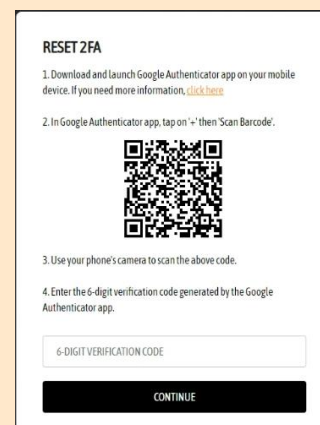 RESET 2FA
1. Download and launch Google Authenticator app on your mobile
device. If you need more information, click here
2. In Google Authenticator app, tap on '+' then 'Scan Barcode'.
3. Use your phone's camera to scan the above code.
4. Enter the 6-digit verification code generated by the Google
Authenticator app.
6-DIGIT VERIFICATION CODE
CONTINUE